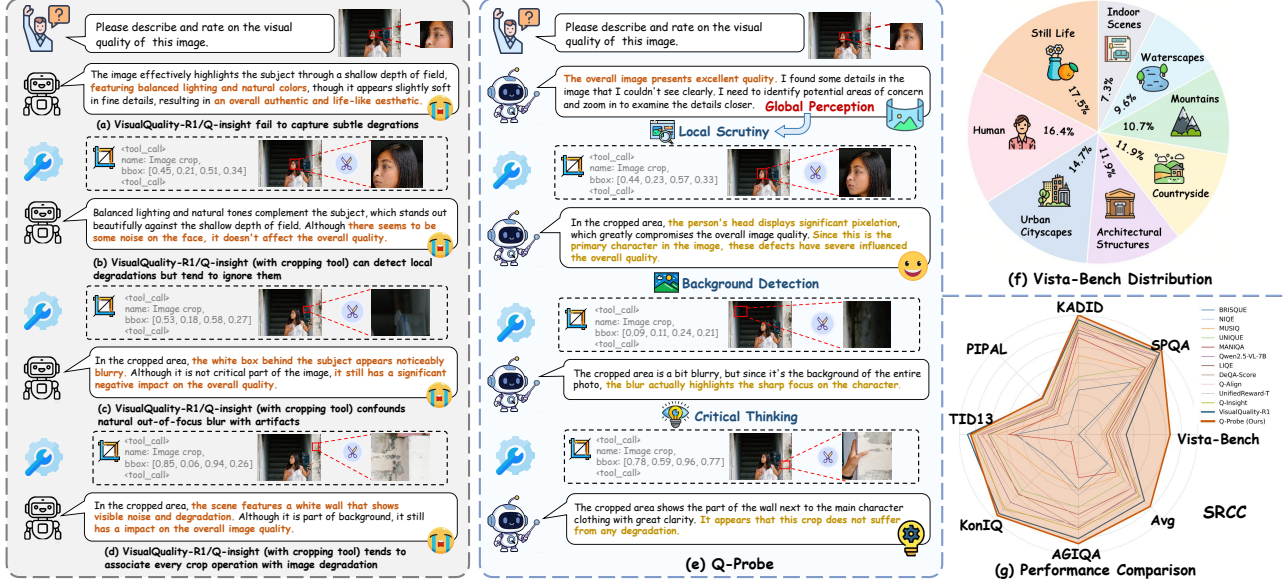 Please describe and rate on the visual
quality of this image.
The image effectively highlights the subject through a shallow depth of field,
featuring balanced lighting and natural colors, though it appears slightly soft
in fine details, resulting in an overall authentic and life-like aesthetic.
(a) VisualQuality-R1/Q-insight fail to capture subtle degrations
<tool_call>
name: Image crop,
bbox: [0.45, 0.21, 0.51, 0.34]
<tool_call>
Balanced lighting and natural tones complement the subject, which stands out
beautifully against the shallow depth of field. Although there seems to be
some noise on the face, it doesn't affect the overall quality.
(b) VisualQuality-R1/Q-insight (with cropping tool) can detect local
degradations but tend to ignore them
<tool_call>
name: Image crop,
bbox: [0.53, 0.18, 0.58, 0.27]
<tool_call>
In the cropped area, the white box behind the subject appears noticeably
blurry. Although it is not critical part of the image, it still has a significant
negative impact on the overall quality.
(c) VisualQuality-R1/Q-insight (with cropping tool) confounds
natural out-of-focus blur with artifacts
<tool_call>
name: Image crop,
bbox: [0.85, 0.06, 0.94, 0.26]
<tool_call>
In the cropped area, the scene features a white wall that shows
visible noise and degradation. Although it is part of background, it still
has a impact on the overall image quality.
(d) VisualQuality-R1/Q-insight (with cropping tool) tends to
associate every crop operation with image degradation
Please describe and rate on the visual
quality of this image.
The overall image presents excellent quality. I found some details in the
image that I couldn't see clearly. I need to identify potential areas of concern
and zoom in to examine the details closer.
Global Perception
Local Scrutiny
<tool_call>
name: Image crop,
bbox: [0.44, 0.23, 0.57, 0.33]
<tool_call>
In the cropped area, the person's head displays significant pixelation,
which greatly compromises the overall image quality. Since this is the
primary character in the image, these defects have severe influenced
the overall quality.
Background Detection
<tool_call>
name: Image crop,
bbox: [0.09, 0.11, 0.24, 0.21]
<tool_call>
The cropped area is a bit blurry, but since it's the background of the entire
photo, the blur actually highlights the sharp focus on the character.
Critical Thinking
<tool_call>
name: Image crop,
bbox: [0.78, 0.59, 0.96, 0.77]
<tool_call>
The cropped area shows the part of the wall next to the main character
clothing with great clarity. It appears that this crop does not suffer
from any degradation.
(e) Q-Probe
Indoor
Scenes
7.3%
Still Life
17.5%
Waterscapes
9.6%
Mountains
10.7%
Human
16.4%
Countryside
11.9%
Urban
Cityscapes
14.7%
Architectural
Structures
11.9%
(f) Vista-Bench Distribution
KADID
SPQA
PIPAL
TID13
Vista-Bench
KonIQ
Avg
AGIQA
SRCC
BRISQUE
NIQE
MUSIQ
UNIQUE
MANIQA
Qwen2.5-VL-7B
LIQE
DeQA-Score
Q-Align
UnifiedReward-T
Q-Insight
VisualQuality-R1
Q-Probe (Ours)
(g) Performance Comparison